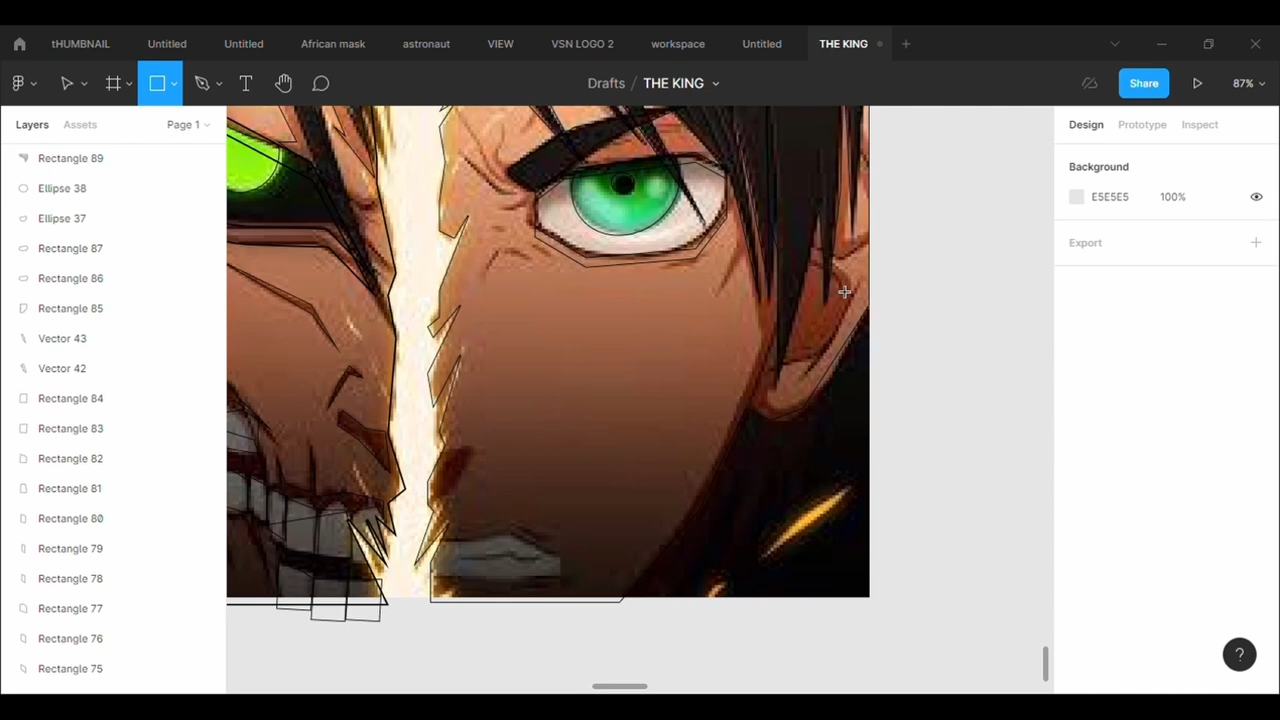 tHUMBNAIL Untitled Untitled African mask astronaut VIEW VSN LOGO 2 workspace Untitled THE KING
T Drafts / THE KING Share 87%
Layers Assets Page 1
Rectangle 89
Ellipse 38
Ellipse 37
Rectangle 87
Rectangle 86
Rectangle 85
Vector 43
Vector 42
Rectangle 84
Rectangle 83
Rectangle 82
Rectangle 81
Rectangle 80
Rectangle 79
Rectangle 78
Rectangle 77
Rectangle 76
Rectangle 75
Design Prototype Inspect
Background
E5E5E5 100%
Export
?